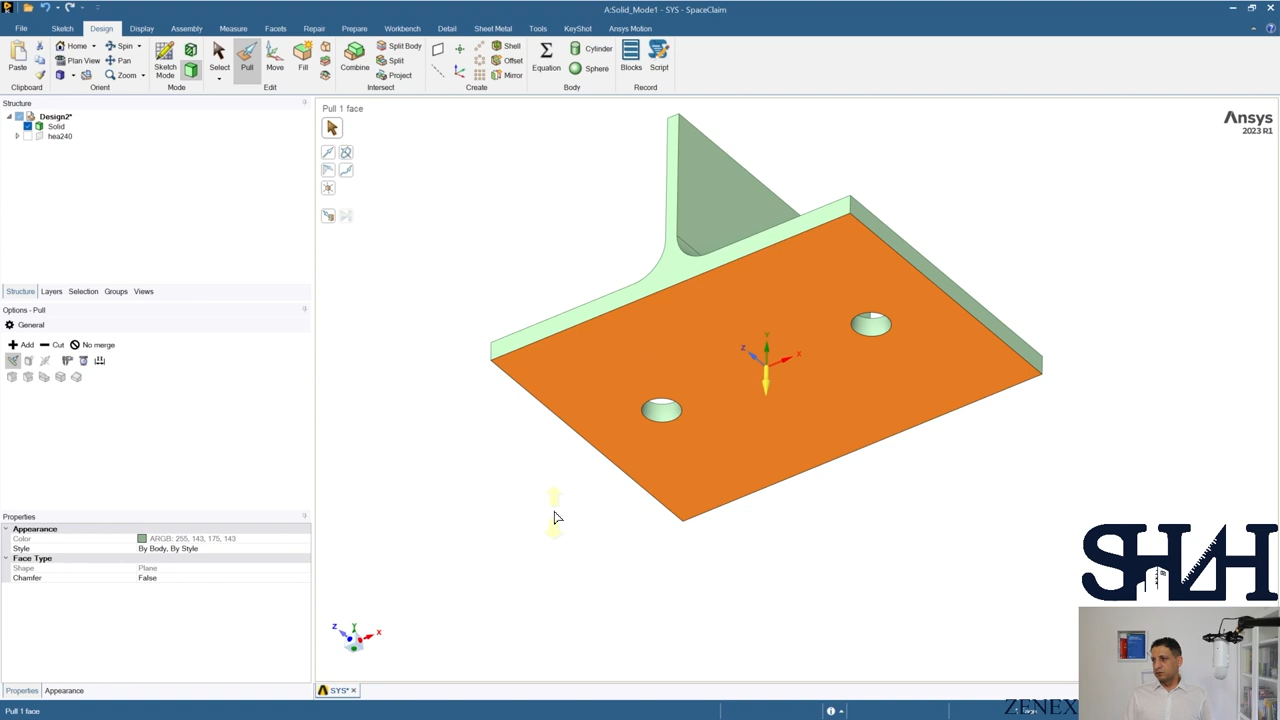 A:Solid_Mode1 - SYS - SpaceClaim
File Sketch Design Display Assembly Measure Facets Repair Prepare Workbench Detail Sheet Metal Tools KeyShot Ansys Motion
Paste
Clipboard
Home Spin
Plan View Pan
Zoom
Orient
Sketch Mode
Mode
Select Pull Move Fill
Edit
Combine
Split Body
Split
Project
Intersect
Shell
Offset
Mirror
Create
Equation
Cylinder
Sphere
Body
Blocks Script
Record
Structure
Design2*
Solid
hea240
Structure Layers Selection Groups Views
Options - Pull
General
Add Cut No merge
Properties
Appearance
Color ARGB: 255, 143, 175, 143
Style By Body, By Style
Face Type
Shape Plane
Chamfer False
Properties Appearance
Pull 1 face
Pull 1 face
Ansys
2023 R1
Y
Z
X
Z
Y
X
SYS*
SHZH
ZENEX